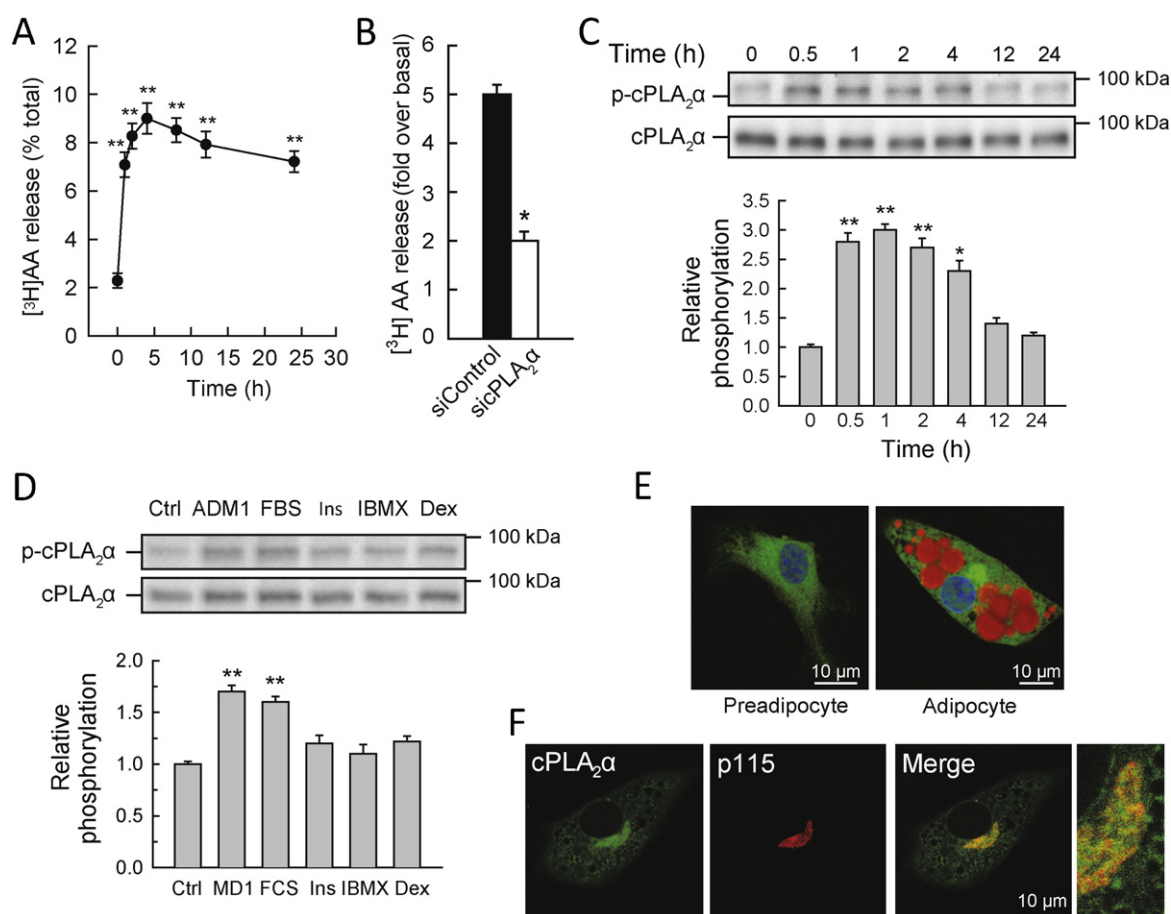 A
[³H]AA release (% total)
12
10
8
6
4
2
0
**
**
**
**
**
**
0 5 10 15 20 25 30
Time (h)
B
[³H] AA release (fold over basal)
6
5
4
3
2
1
0
*
siControl
sicPLA₂α
C
Time (h) 0 0.5 1 2 4 12 24
p-cPLA₂α
100 kDa
cPLA₂α
100 kDa
Relative
phosphorylation
3.5
3.0
2.5
2.0
1.5
1.0
0.5
0.0
** ** ** *
0 0.5 1 2 4 12 24
Time (h)
D
Ctrl ADM1 FBS Ins IBMX Dex
p-cPLA₂α
100 kDa
cPLA₂α
100 kDa
Relative
phosphorylation
2.0
1.5
1.0
0.5
0.0
** **
Ctrl MD1 FCS Ins IBMX Dex
E
10 µm
10 µm
Preadipocyte
Adipocyte
F
cPLA₂α
p115
Merge
10 µm